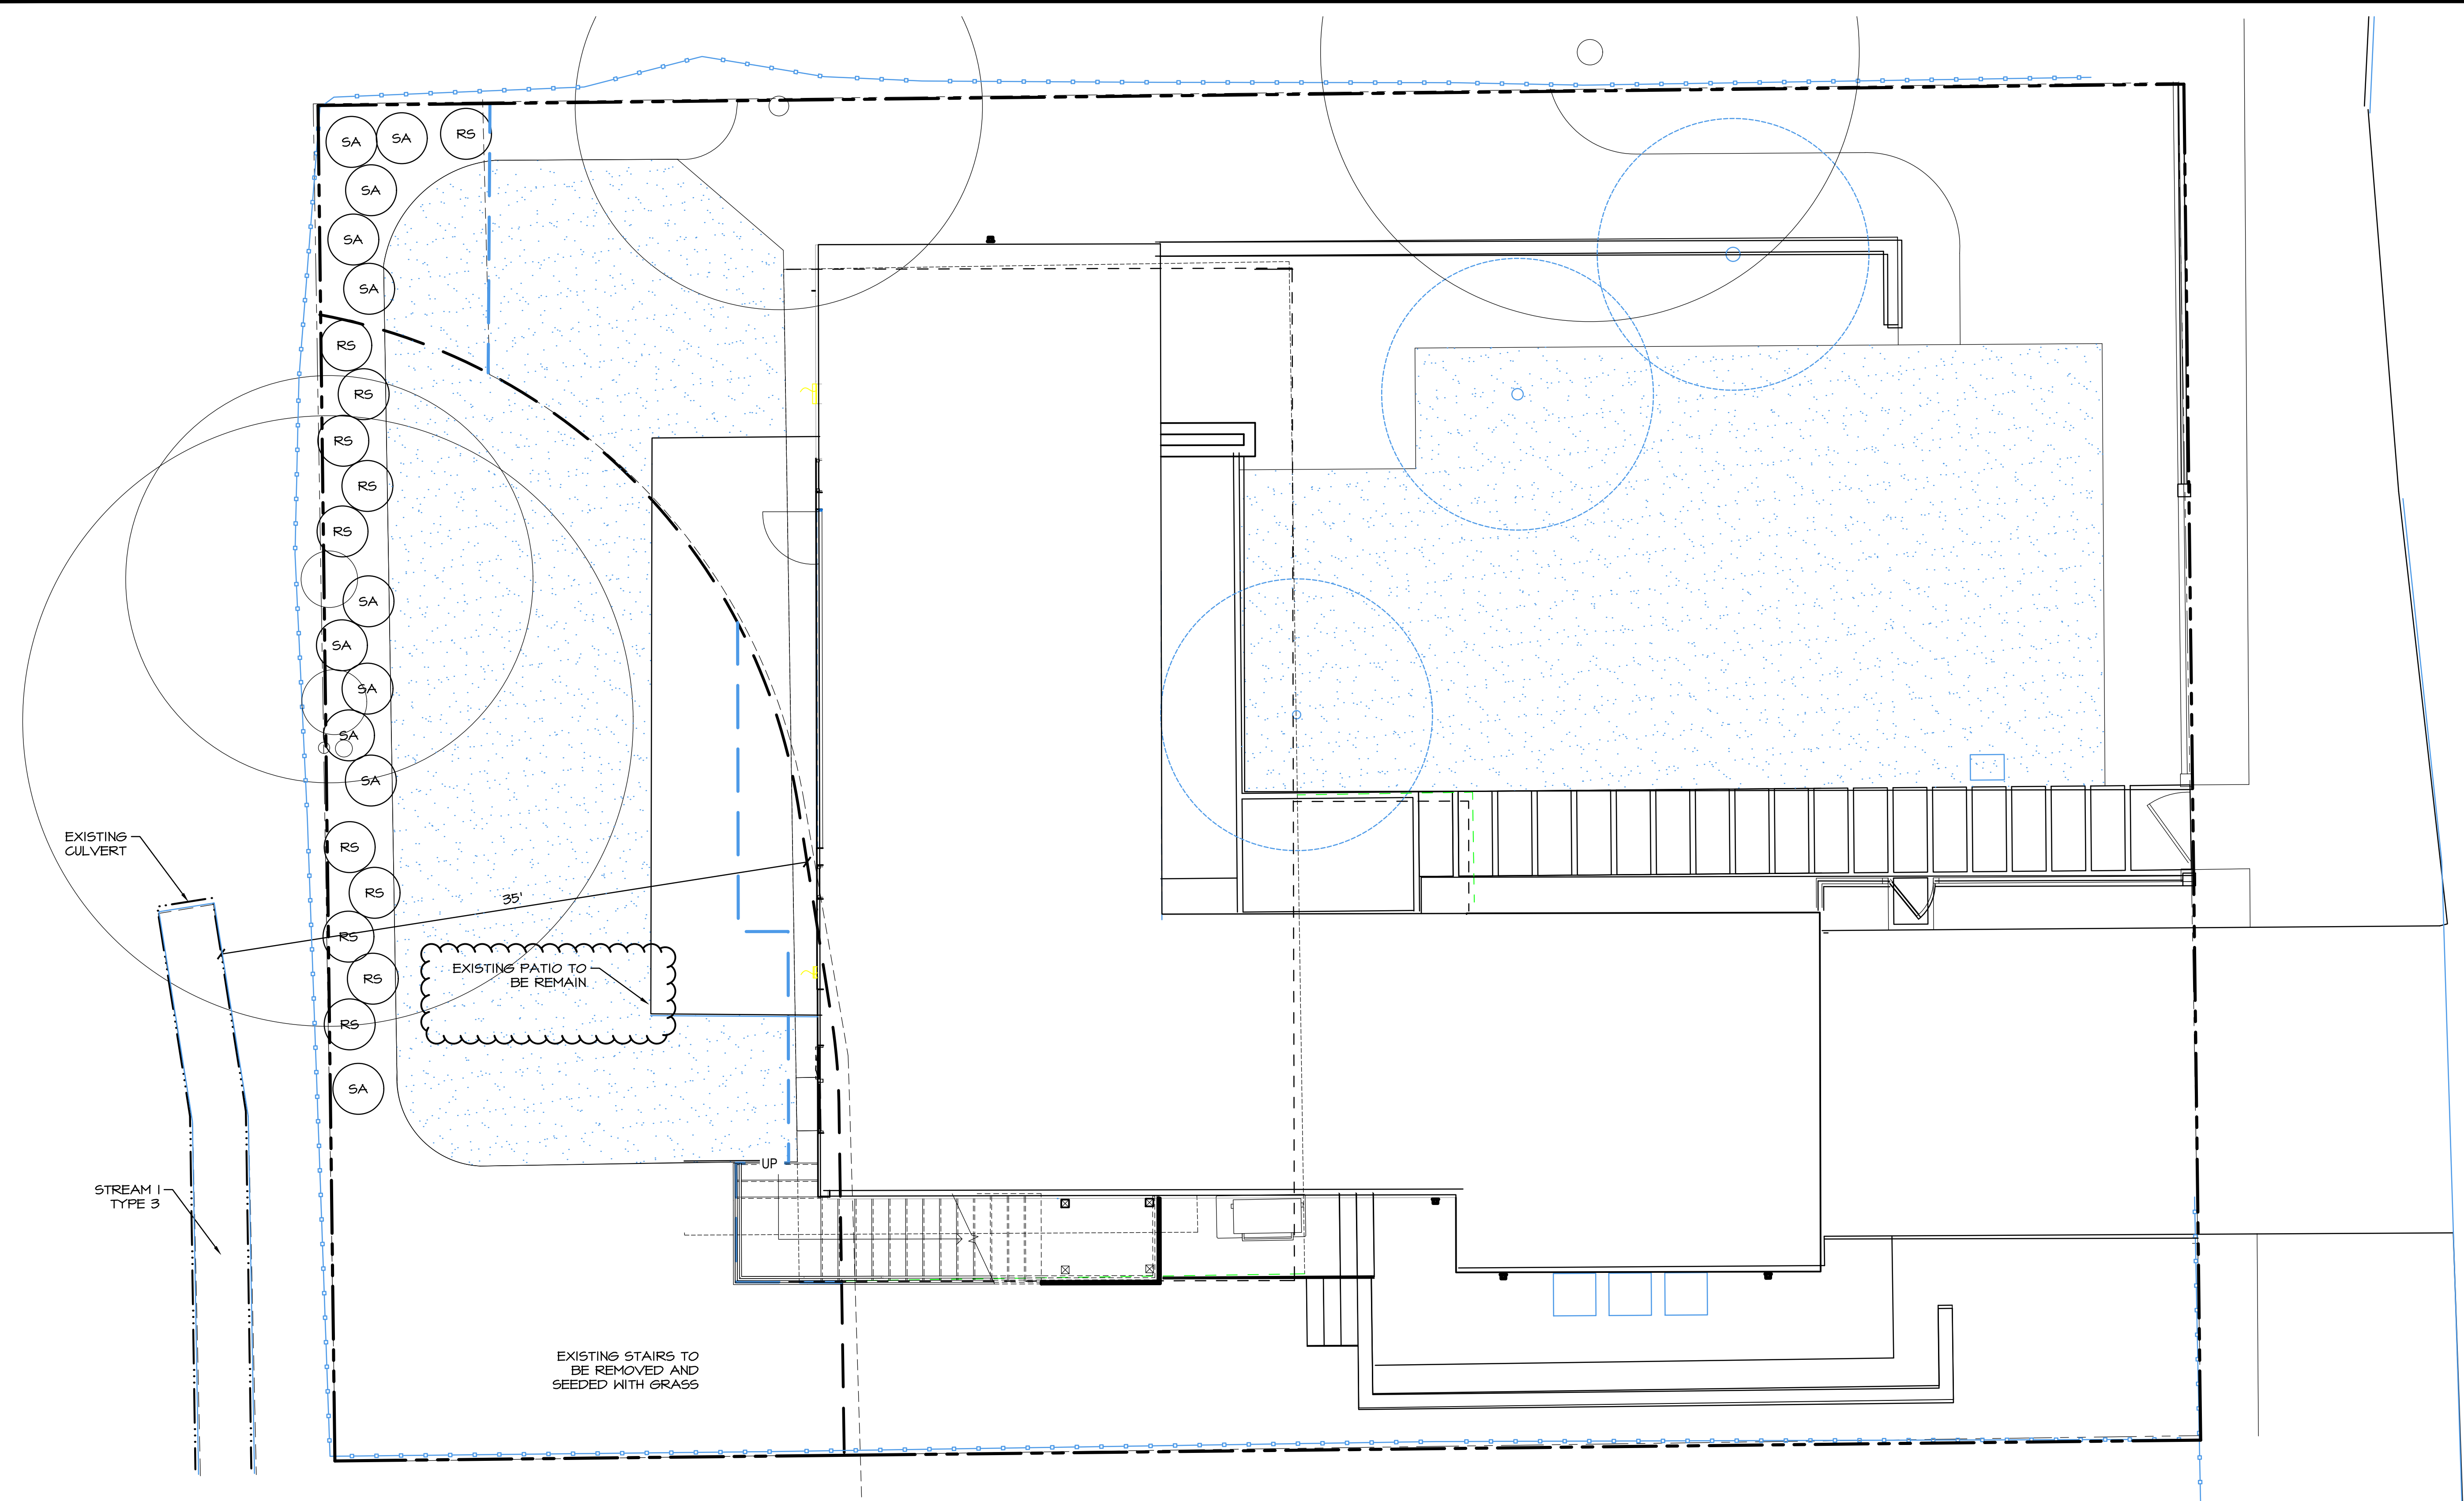 SA
SA
RS
SA
SA
SA
RS
RS
RS
RS
RS
SA
SA
SA
SA
SA
EXISTING
CULVERT
RS
RS
35'
RS
EXISTING PATIO TO
BE REMAIN
RS
RS
SA
UP
STREAM 1
TYPE 3
EXISTING STAIRS TO
BE REMOVED AND
SEEDED WITH GRASS